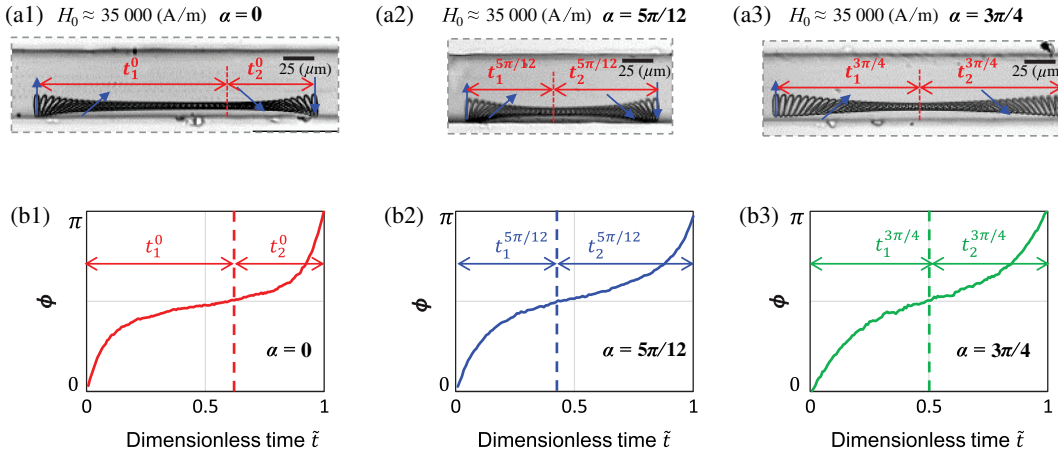 (a1) H₀ ≈ 35 000 (A/m) α = 0
25 (μm)
t₁⁰ t₂⁰
(a2) H₀ ≈ 35 000 (A/m) α = 5π/12
25 (μm)
t₁^{5π/12} t₂^{5π/12}
(a3) H₀ ≈ 35 000 (A/m) α = 3π/4
25 (μm)
t₁^{3π/4} t₂^{3π/4}
(b1)
π
t₁⁰ t₂⁰
ϕ
α = 0
0
0 0.5 1
Dimensionless time t̃
(b2)
π
t₁^{5π/12} t₂^{5π/12}
ϕ
α = 5π/12
0
0 0.5 1
Dimensionless time t̃
(b3)
π
t₁^{3π/4} t₂^{3π/4}
ϕ
α = 3π/4
0
0 0.5 1
Dimensionless time t̃